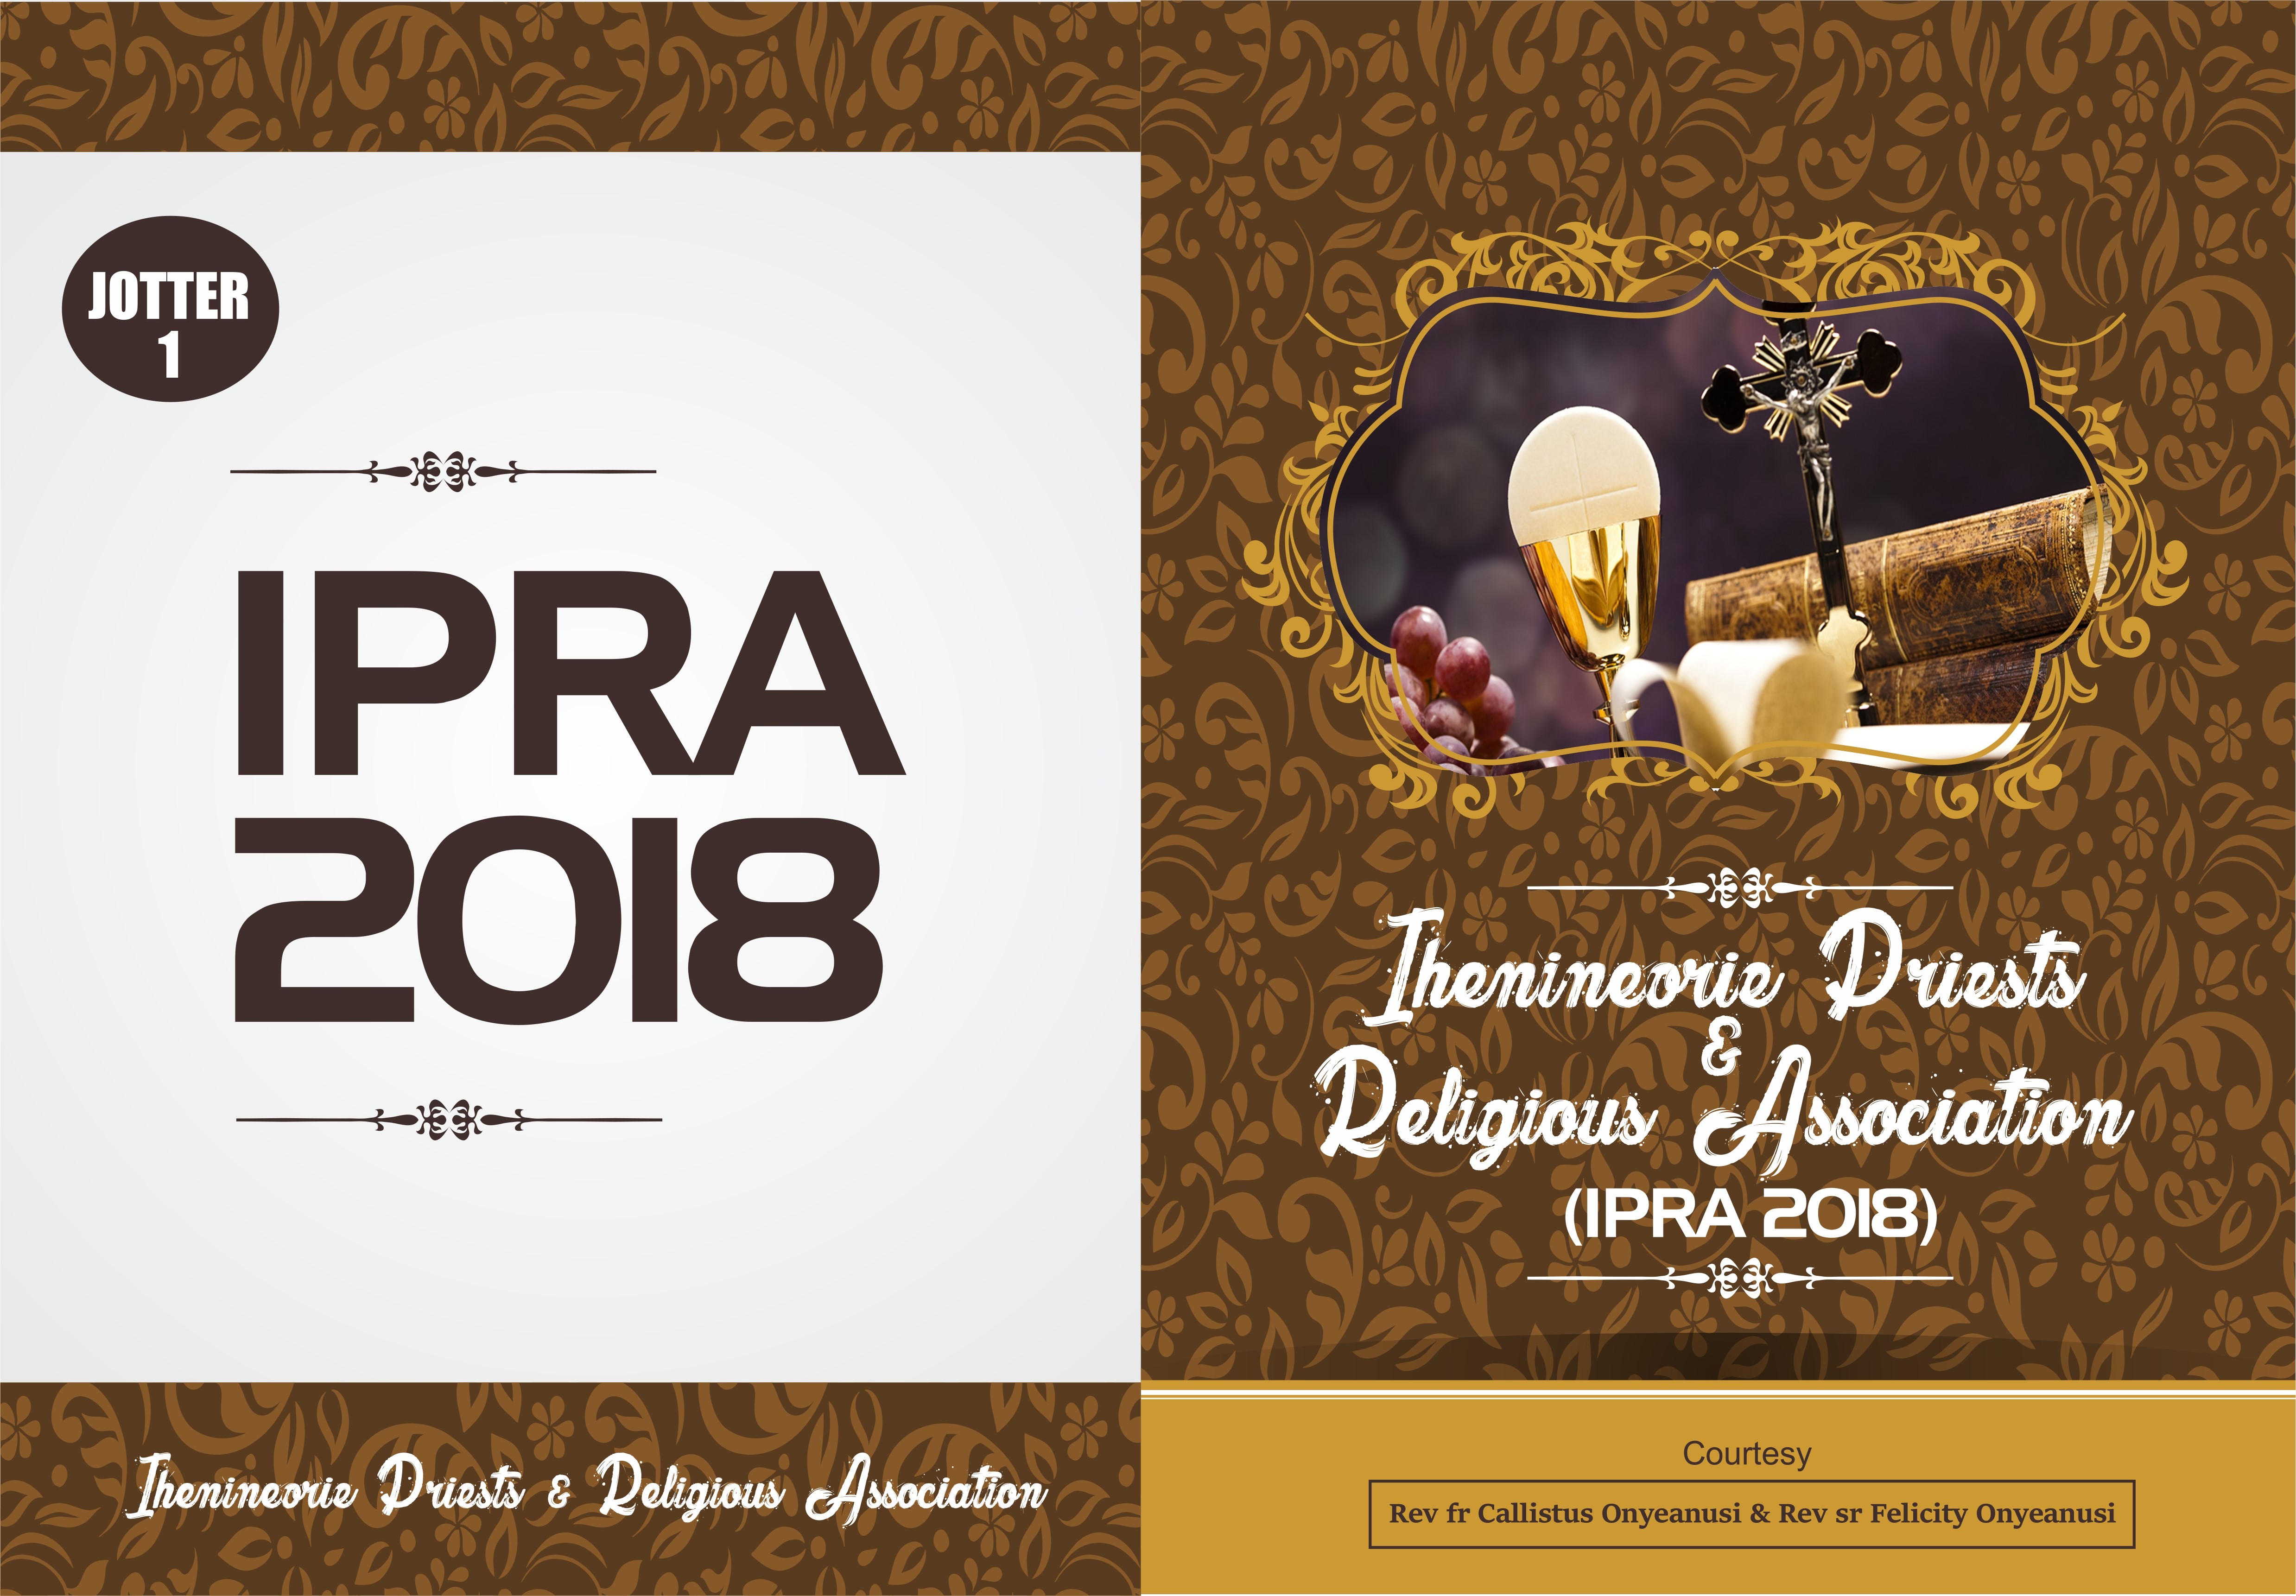 JOTTER
1
IPRA
2018
Ihenineorie Priests & Religious Association
Ihenineorie Priests
&
Religious Association
(IPRA 2018)
Courtesy
Rev fr Callistus Onyeanusi & Rev sr Felicity Onyeanusi